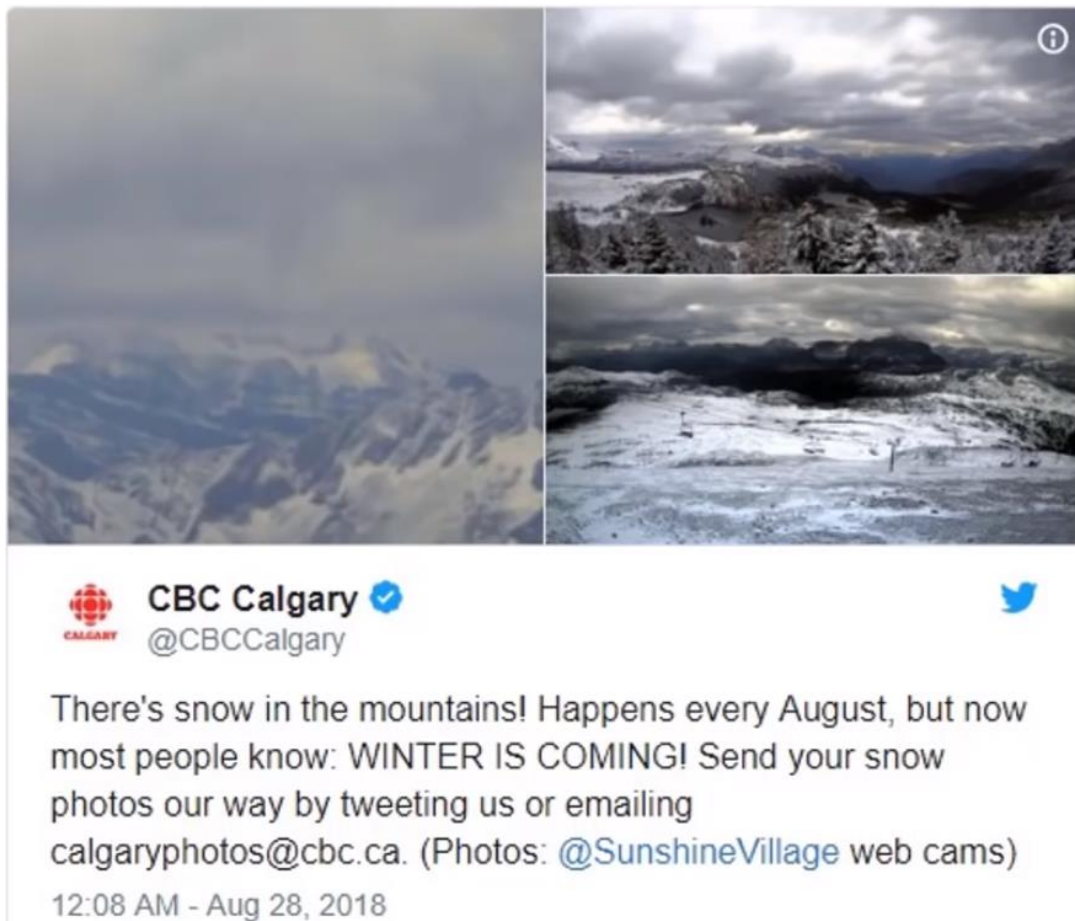 CBC Calgary
CALGARY
@CBCCalgary
There's snow in the mountains! Happens every August, but now
most people know: WINTER IS COMING! Send your snow
photos our way by tweeting us or emailing
calgaryphotos@cbc.ca. (Photos: @SunshineVillage web cams)
12:08 AM - Aug 28, 2018